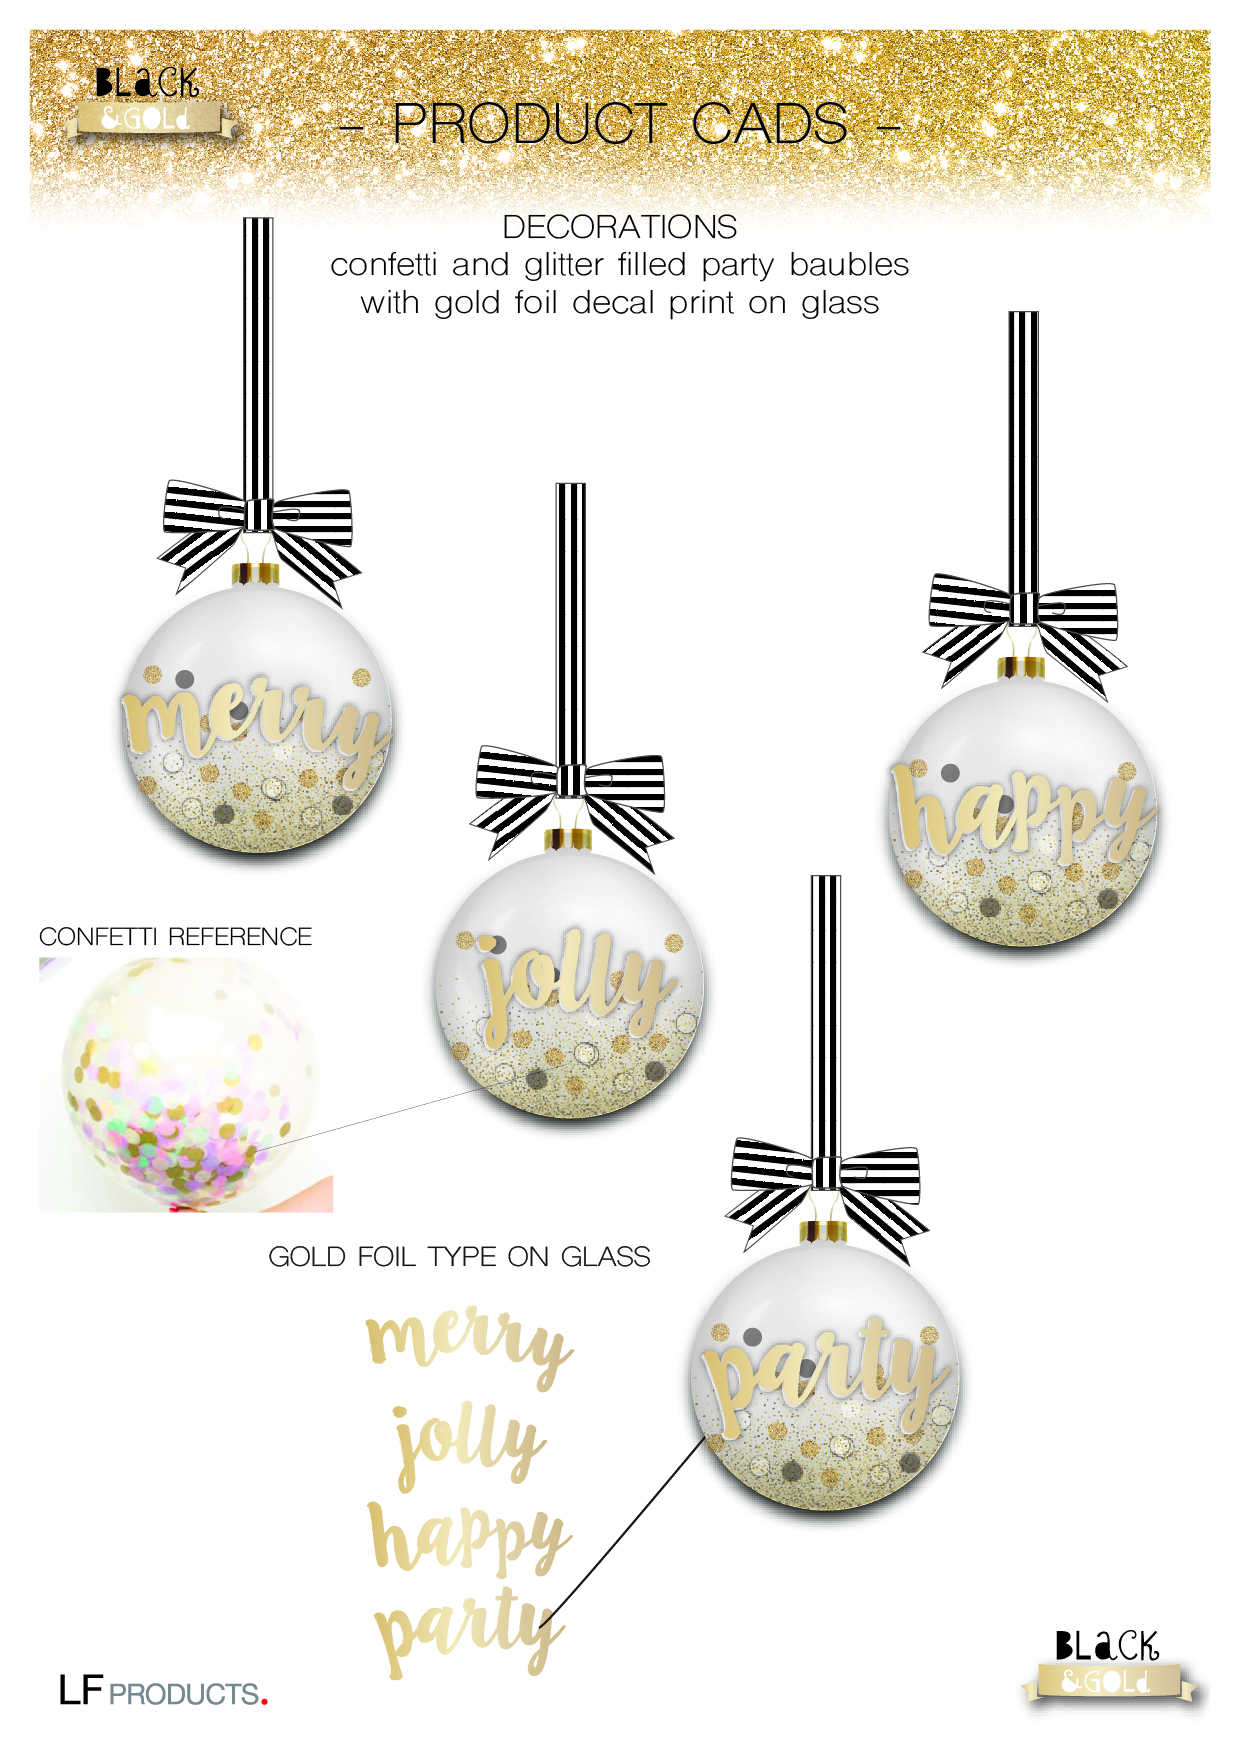 BLaCK
&GOLd
– PRODUCT CADS –
DECORATIONS
confetti and glitter filled party baubles
with gold foil decal print on glass
merry
happy
jolly
CONFETTI REFERENCE
party
GOLD FOIL TYPE ON GLASS
merry
jolly
happy
party
BLaCK
&GOLd
LF PRODUCTS.